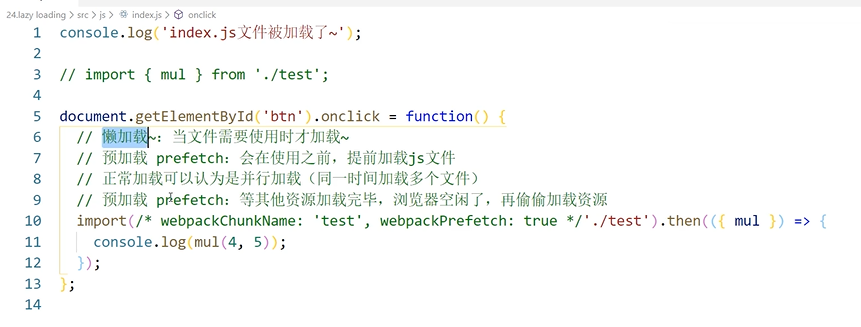 24.lazy loading > src > js > index.js > onclick
1 console.log('index.js文件被加载了~');
2
3 // import { mul } from './test';
4
5 document.getElementById('btn').onclick = function() {
6 // 懒加载~：当文件需要使用时才加载~
7 // 预加载 prefetch：会在使用之前，提前加载js文件
8 // 正常加载可以认为是并行加载（同一时间加载多个文件）
9 // 预加载 prefetch：等其他资源加载完毕，浏览器空闲了，再偷偷加载资源
10 import(/* webpackChunkName: 'test', webpackPrefetch: true */'./test').then(({ mul }) => {
11 console.log(mul(4, 5));
12 });
13 };
14